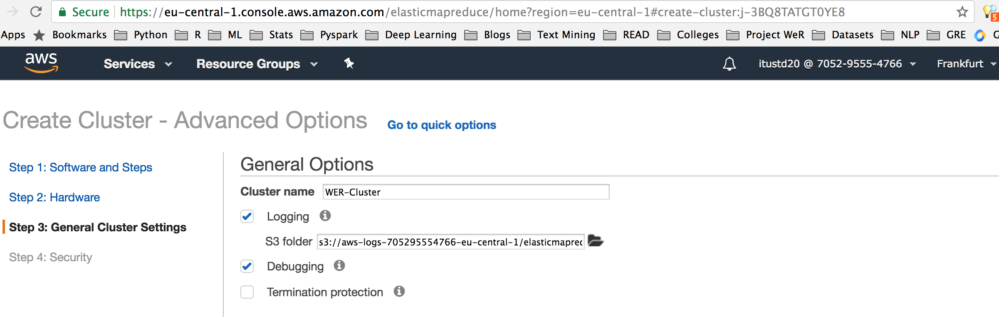 Secure https://eu-central-1.console.aws.amazon.com/elasticmapreduce/home?region=eu-central-1#create-cluster:j-3BQ8TATGT0YE8 5
Apps Bookmarks Python R ML Stats Pyspark Deep Learning Blogs Text Mining READ Colleges Project WeR Datasets NLP GRE
aws Services Resource Groups itustd20 @ 7052-9555-4766 Frankfurt
Create Cluster - Advanced Options Go to quick options
Step 1: Software and Steps
Step 2: Hardware
Step 3: General Cluster Settings
Step 4: Security
General Options
Cluster name WER-Cluster
Logging
S3 folder s3://aws-logs-705295554766-eu-central-1/elasticmapred
Debugging
Termination protection